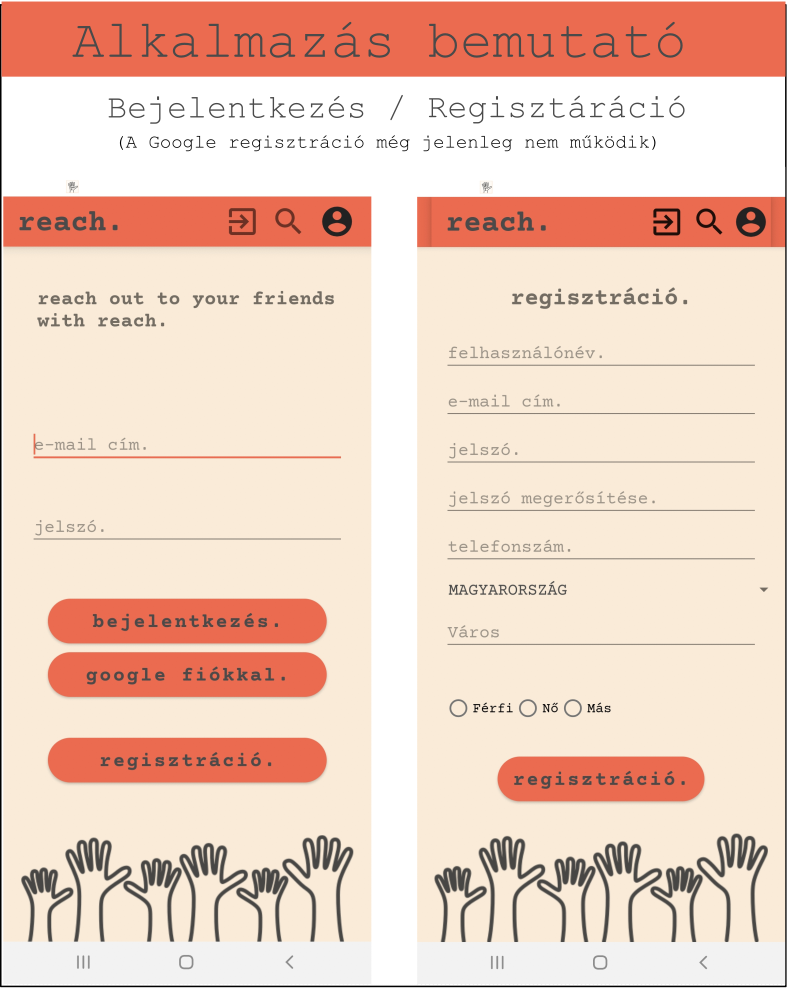 Alkalmazás bemutató
Bejelentkezés / Regisztáráció
(A Google regisztráció még jelenleg nem működik)
reach.
reach out to your friends
with reach.
e-mail cím.
jelszó.
bejelentkezés.
google fiókkal.
regisztráció.
reach.
regisztráció.
felhasználónév.
e-mail cím.
jelszó.
jelszó megerősítése.
telefonszám.
MAGYARORSZÁG
Város
Férfi Nő Más
regisztráció.